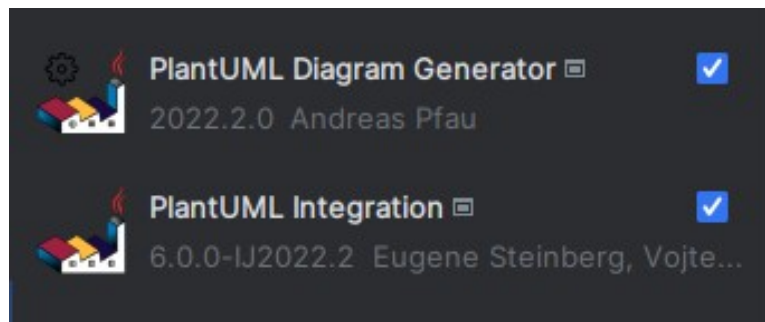 PlantUML Diagram Generator
2022.2.0 Andreas Pfau
PlantUML Integration
6.0.0-IJ2022.2 Eugene Steinberg, Vojte...